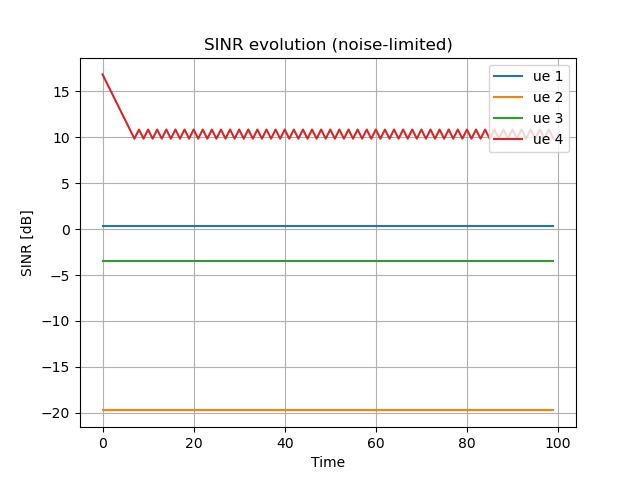 SINR evolution (noise-limited)
ue 1
ue 2
ue 3
ue 4
15
10
5
0
−5
−10
−15
−20
SINR [dB]
0 20 40 60 80 100
Time